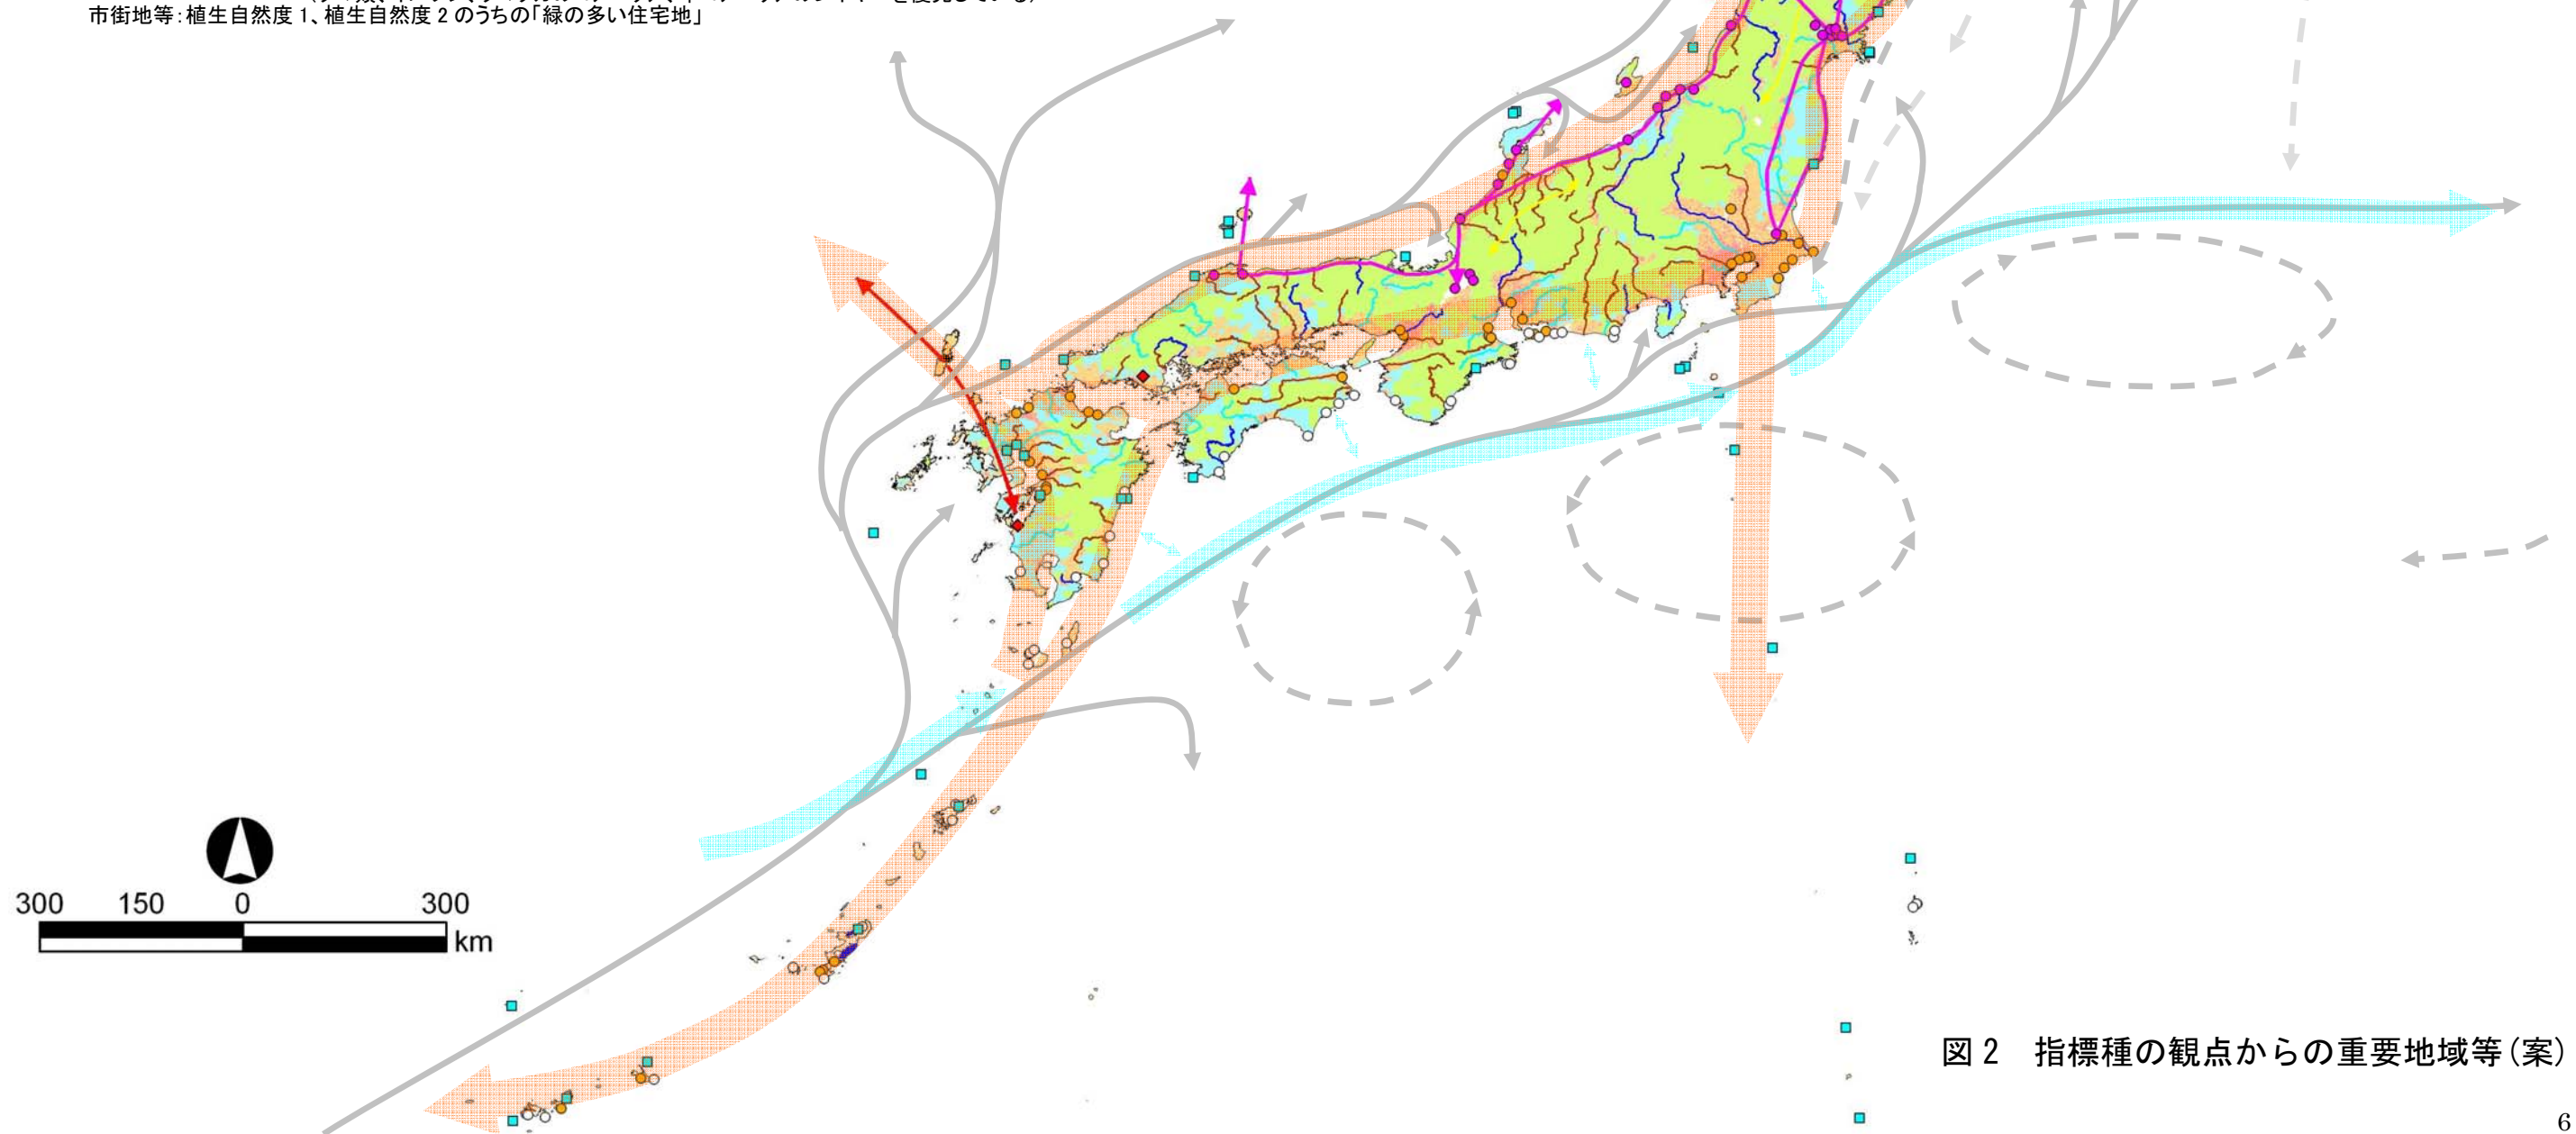 市街地等：植生自然度1、植生自然度2のうちの「緑の多い住宅地」
300 150 0 300
km
図2 指標種の観点からの重要地域等（案）
6